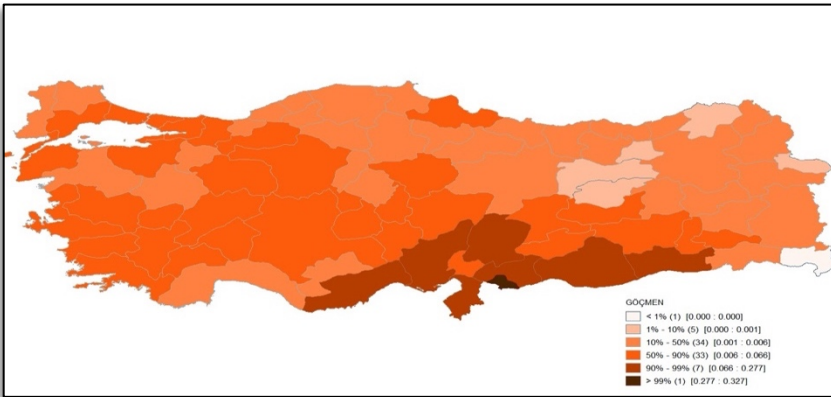 GÖÇMEN
< 1% (1) [0.000 : 0.000]
1% - 10% (5) [0.000 : 0.001]
10% - 50% (34) [0.001 : 0.006]
50% - 90% (33) [0.006 : 0.066]
90% - 99% (7) [0.066 : 0.277]
> 99% (1) [0.277 : 0.327]